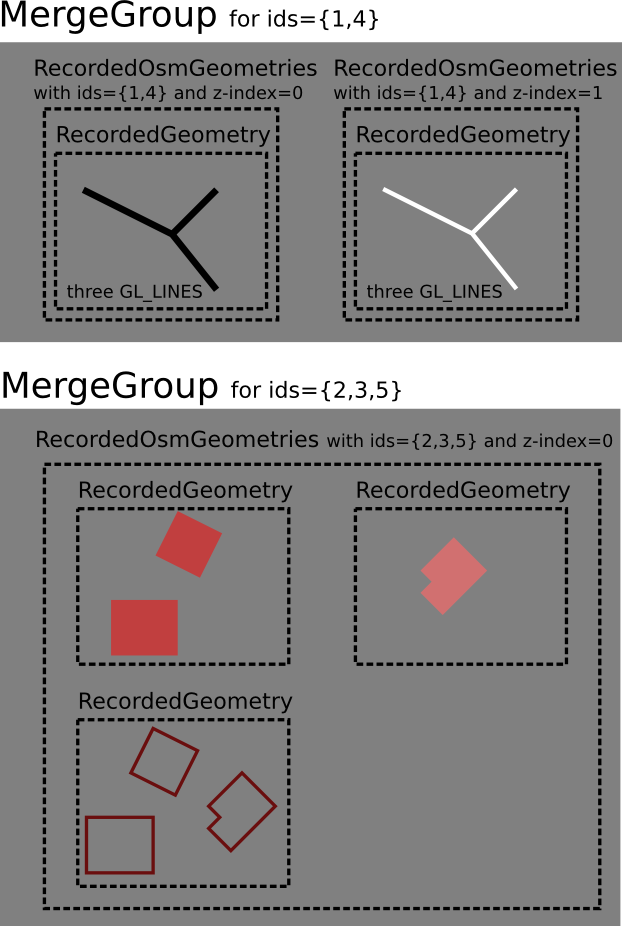 MergeGroup for ids={1,4}
RecordedOsmGeometries
with ids={1,4} and z-index=0
RecordedGeometry
three GL_LINES
RecordedOsmGeometries
with ids={1,4} and z-index=1
RecordedGeometry
three GL_LINES
MergeGroup for ids={2,3,5}
RecordedOsmGeometries with ids={2,3,5} and z-index=0
RecordedGeometry
RecordedGeometry
RecordedGeometry